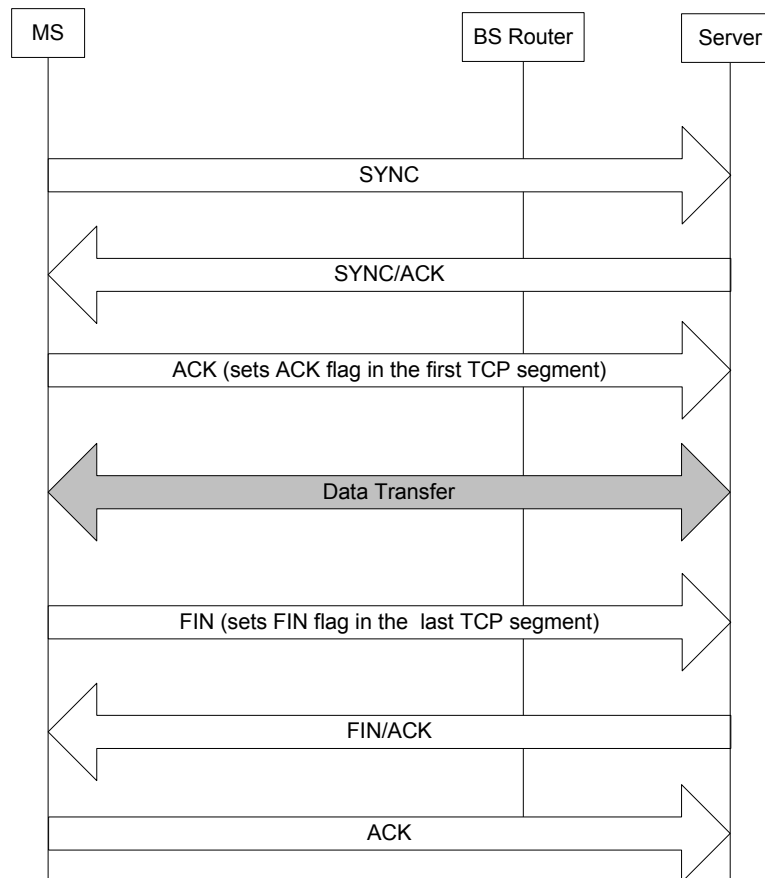 MS
BS Router
Server
SYNC
SYNC/ACK
ACK (sets ACK flag in the first TCP segment)
Data Transfer
FIN (sets FIN flag in the last TCP segment)
FIN/ACK
ACK